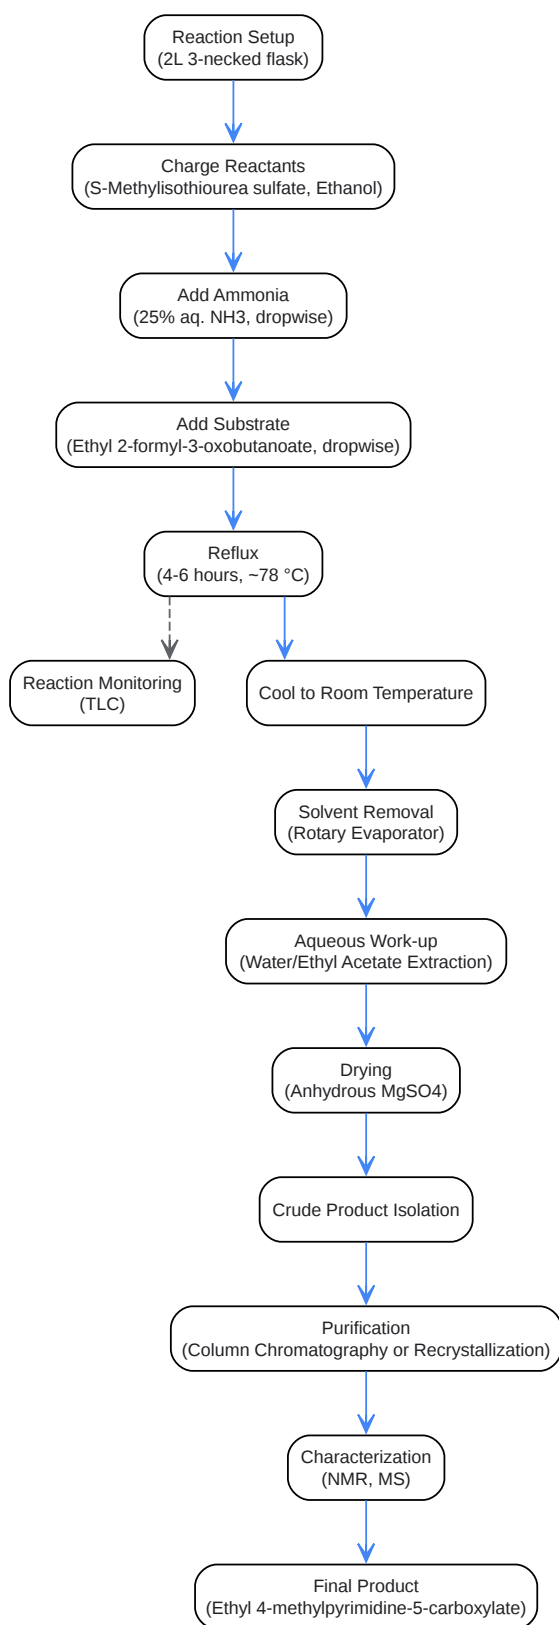 Reaction Setup
(2L 3-necked flask)
Charge Reactants
(S-Methylisothiourea sulfate, Ethanol)
Add Ammonia
(25% aq. NH3, dropwise)
Add Substrate
(Ethyl 2-formyl-3-oxobutanoate, dropwise)
Reflux
(4-6 hours, ~78 °C)
Reaction Monitoring
(TLC)
Cool to Room Temperature
Solvent Removal
(Rotary Evaporator)
Aqueous Work-up
(Water/Ethyl Acetate Extraction)
Drying
(Anhydrous MgSO4)
Crude Product Isolation
Purification
(Column Chromatography or Recrystallization)
Characterization
(NMR, MS)
Final Product
(Ethyl 4-methylpyrimidine-5-carboxylate)